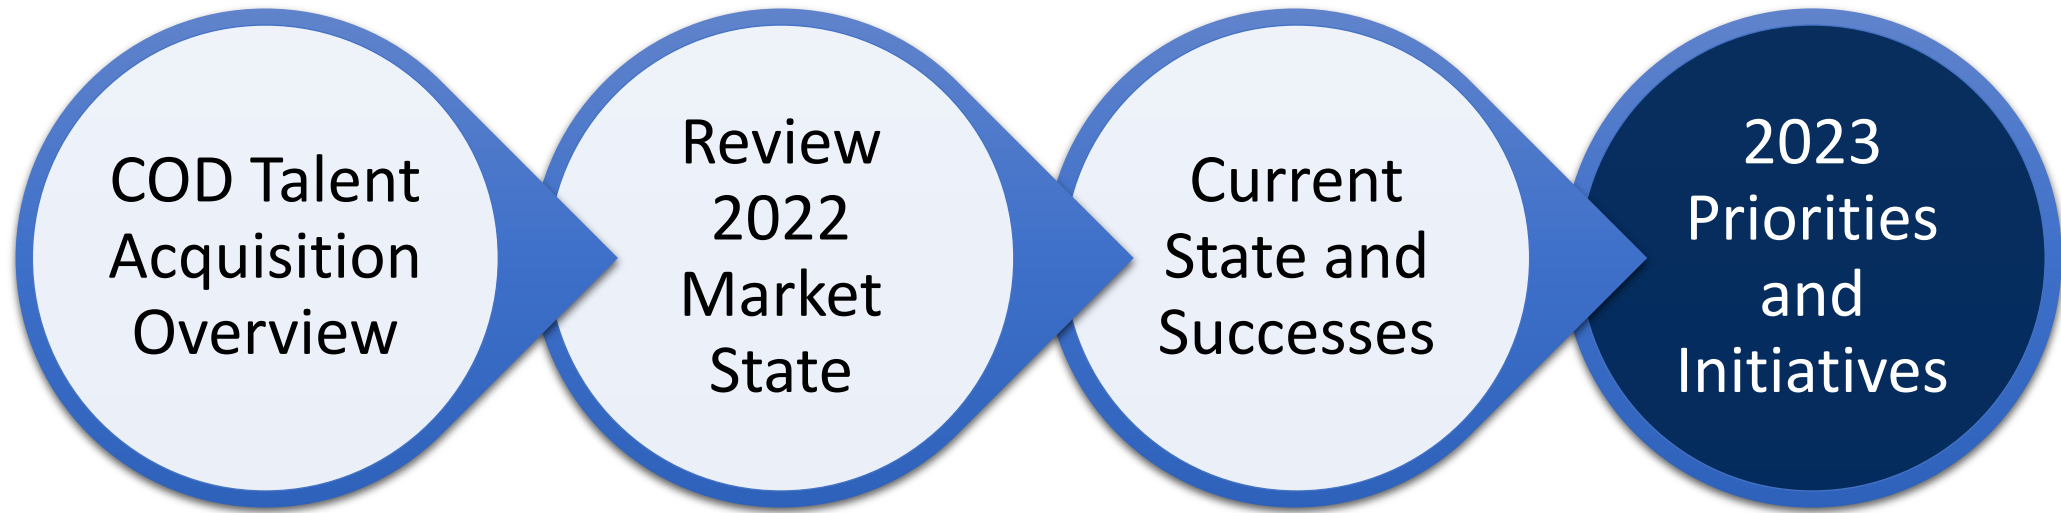 COD Talent
Acquisition
Overview
Review
2022
Market
State
Current
State and
Successes
2023
Priorities
and
Initiatives